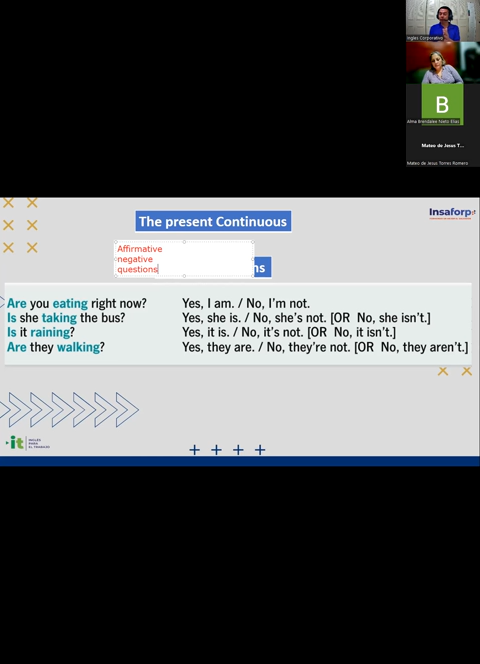 Ingles Corporativo
B
Alma Brendalee Nieto Elias
Mateo de Jesus T...
Mateo de Jesus Torres Romero
The present Continuous
Insaforp
Affirmative
negative
questions
ns
Are you eating right now? Yes, I am. / No, I'm not.
Is she taking the bus? Yes, she is. / No, she's not. [OR No, she isn't.]
Is it raining? Yes, it is. / No, it's not. [OR No, it isn't.]
Are they walking? Yes, they are. / No, they're not. [OR No, they aren't.]
it
INGLÉS
PARA
EL TRABAJO